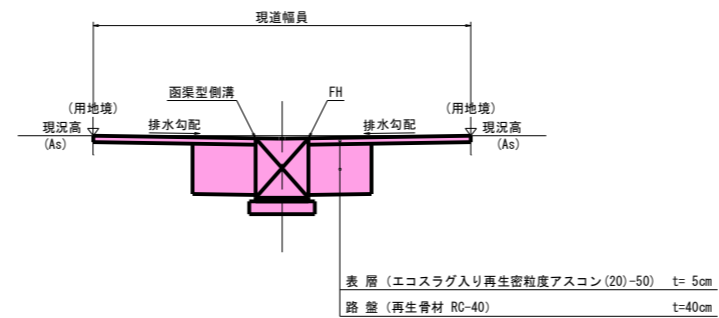 現道幅員
函渠型側溝
FH
(用地境)
(用地境)
現況高
(As)
排水勾配
排水勾配
現況高
(As)
表 層 (エコスラグ入り再生密粒度アスコン(20)-50) t= 5cm
路 盤 (再生骨材 RC-40) t=40cm